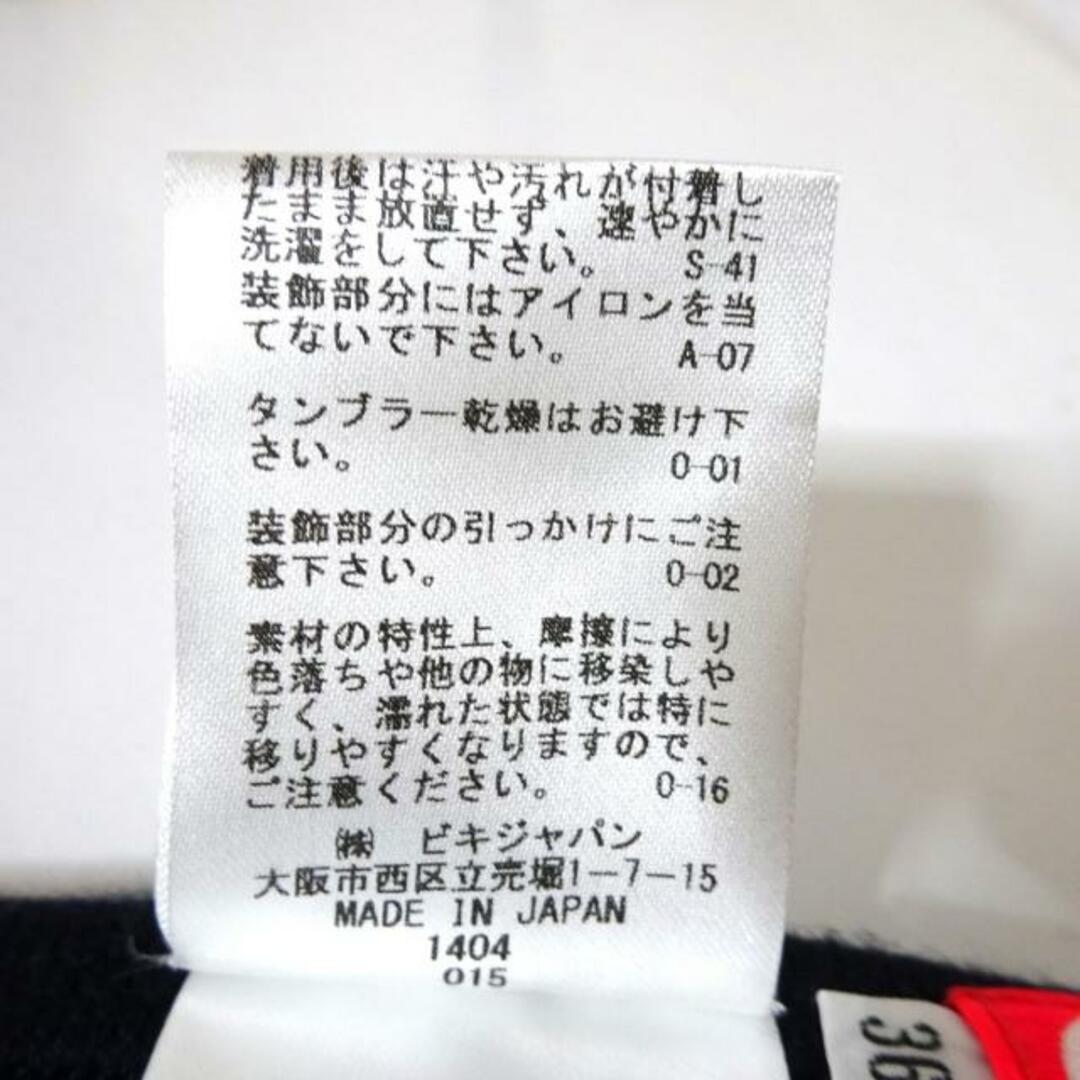 着用後は汗や汚れが付着し
たまま放置せず、速やかに
洗濯をして下さい。 S-41
装飾部分にはアイロンを当
てないで下さい。 A-07
タンブラー乾燥はお避け下
さい。 0-01
装飾部分の引っかけにご注
意下さい。 0-02
素材の特性上、摩擦により
色落ちや他の物に移染しや
すく、濡れた状態では特に
移りやすくなりますので、
ご注意ください。 0-16
㈱ ビキジャパン
大阪市西区立売堀1-7-15
MADE IN JAPAN
1404
015
36